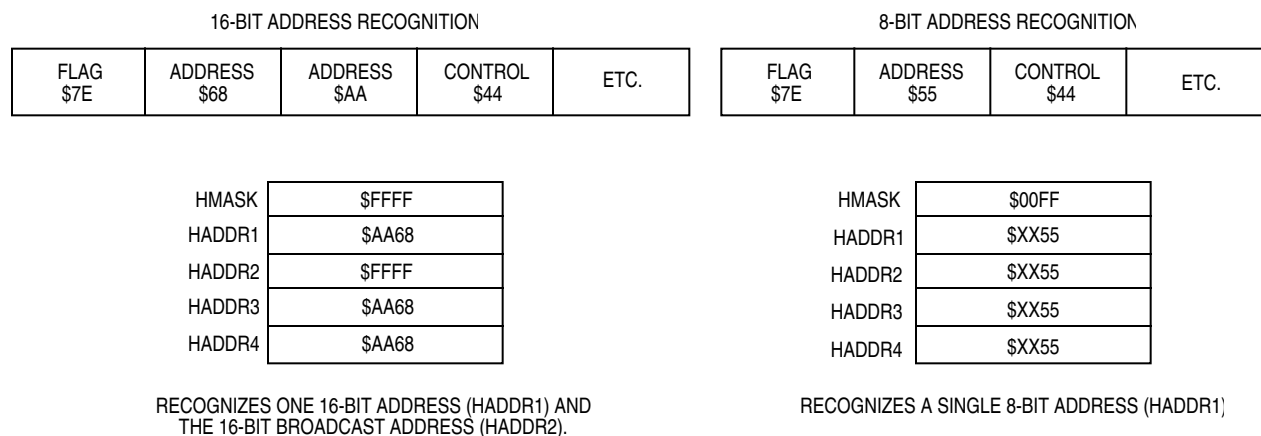 16-BIT ADDRESS RECOGNITION
FLAG $7E
ADDRESS $68
ADDRESS $AA
CONTROL $44
ETC.
HMASK $FFFF
HADDR1 $AA68
HADDR2 $FFFF
HADDR3 $AA68
HADDR4 $AA68
RECOGNIZES ONE 16-BIT ADDRESS (HADDR1) AND
THE 16-BIT BROADCAST ADDRESS (HADDR2).
8-BIT ADDRESS RECOGNITION
FLAG $7E
ADDRESS $55
CONTROL $44
ETC.
HMASK $00FF
HADDR1 $XX55
HADDR2 $XX55
HADDR3 $XX55
HADDR4 $XX55
RECOGNIZES A SINGLE 8-BIT ADDRESS (HADDR1)